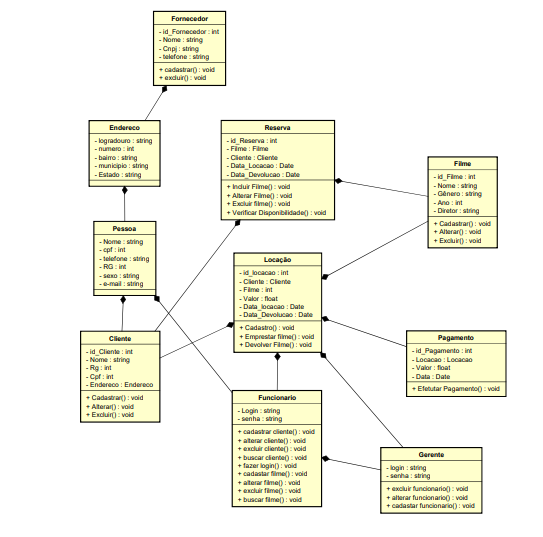 Fornecedor
- id_Fornecedor : int
- Nome : string
- Cnpj : string
- telefone : string
+ cadastrar() : void
+ excluir() : void
Endereco
- logradouro : string
- numero : int
- bairro : string
- municipio : string
- Estado : string
Reserva
- id_Reserva : int
- Filme : Filme
- Cliente : Cliente
- Data_Locacao : Date
- Data_Devolucao : Date
+ Incluir Filme() : void
+ Alterar Filme() : void
+ Excluir filme() : void
+ Verificar Disponibilidade() : void
Filme
- id_Filme : int
- Nome : string
- Gênero : string
- Ano : int
- Diretor : string
+ Cadastrar() : void
+ Alterar() : void
+ Excluir() : void
Pessoa
- Nome : string
- cpf : int
- telefone : string
- RG : int
- sexo : string
- e-mail : string
Locação
- id_locacao : int
- Cliente : Cliente
- Filme : int
- Valor : float
- Data_locacao : Date
- Data_Devolucao : Date
+ Cadastro() : void
+ Emprestar filme() : void
+ Devolver Filme() : void
Cliente
- id_Cliente : int
- Nome : string
- Rg : int
- Cpf : int
- Endereco : Endereco
+ Cadastrar() : void
+ Alterar() : void
+ Excluir() : void
Pagamento
- id_Pagamento : int
- Locacao : Locacao
- Valor : float
- Data : Date
+ Efetutar Pagamento() : void
Funcionario
- Login : string
- senha : string
+ cadastrar cliente() : void
+ alterar cliente() : void
+ excluir cliente() : void
+ buscar cliente() : void
+ fazer login() : void
+ cadastar filme() : void
+ alterar filme() : void
+ excluir filme() : void
+ buscar filme() : void
Gerente
- login : string
- senha : string
+ excluir funcionario() : void
+ alterar funcionario() : void
+ cadastar funcionario() : void